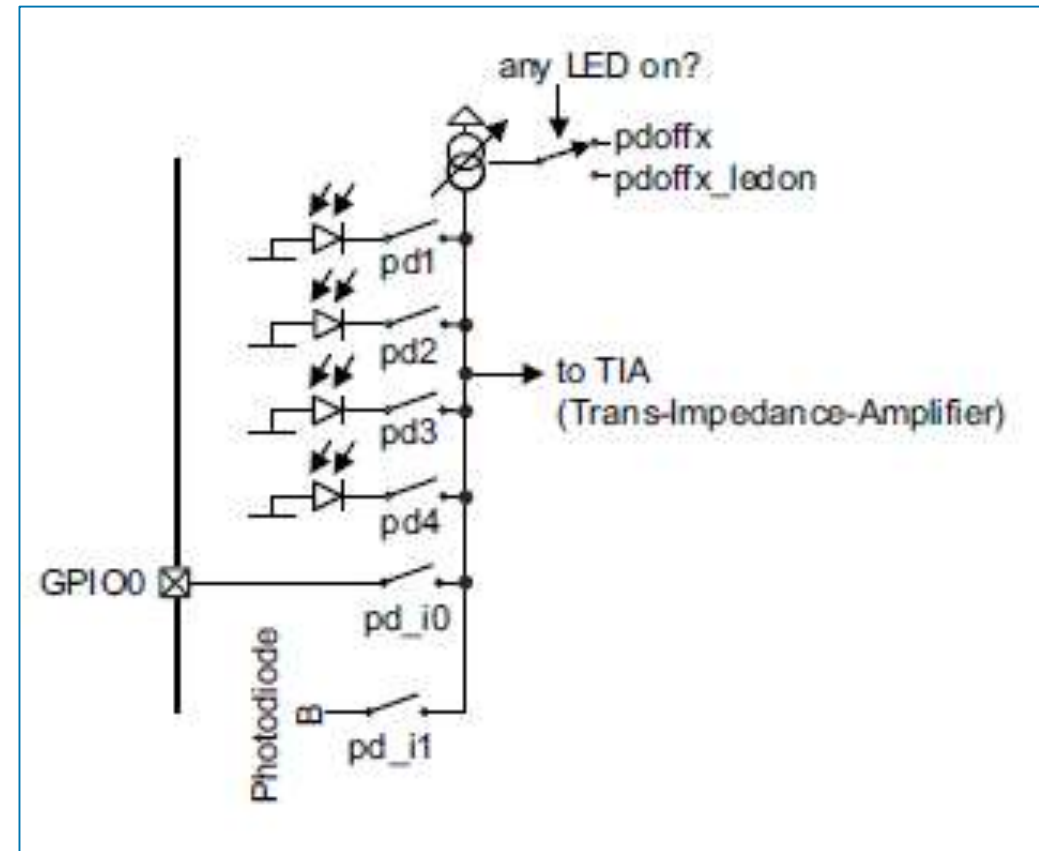 any LED on?
pdoffx
pdoffx_ledon
pd1
pd2
to TIA
(Trans-Impedance-Amplifier)
pd3
pd4
GPIO0
pd_i0
Photodiode
B
pd_i1